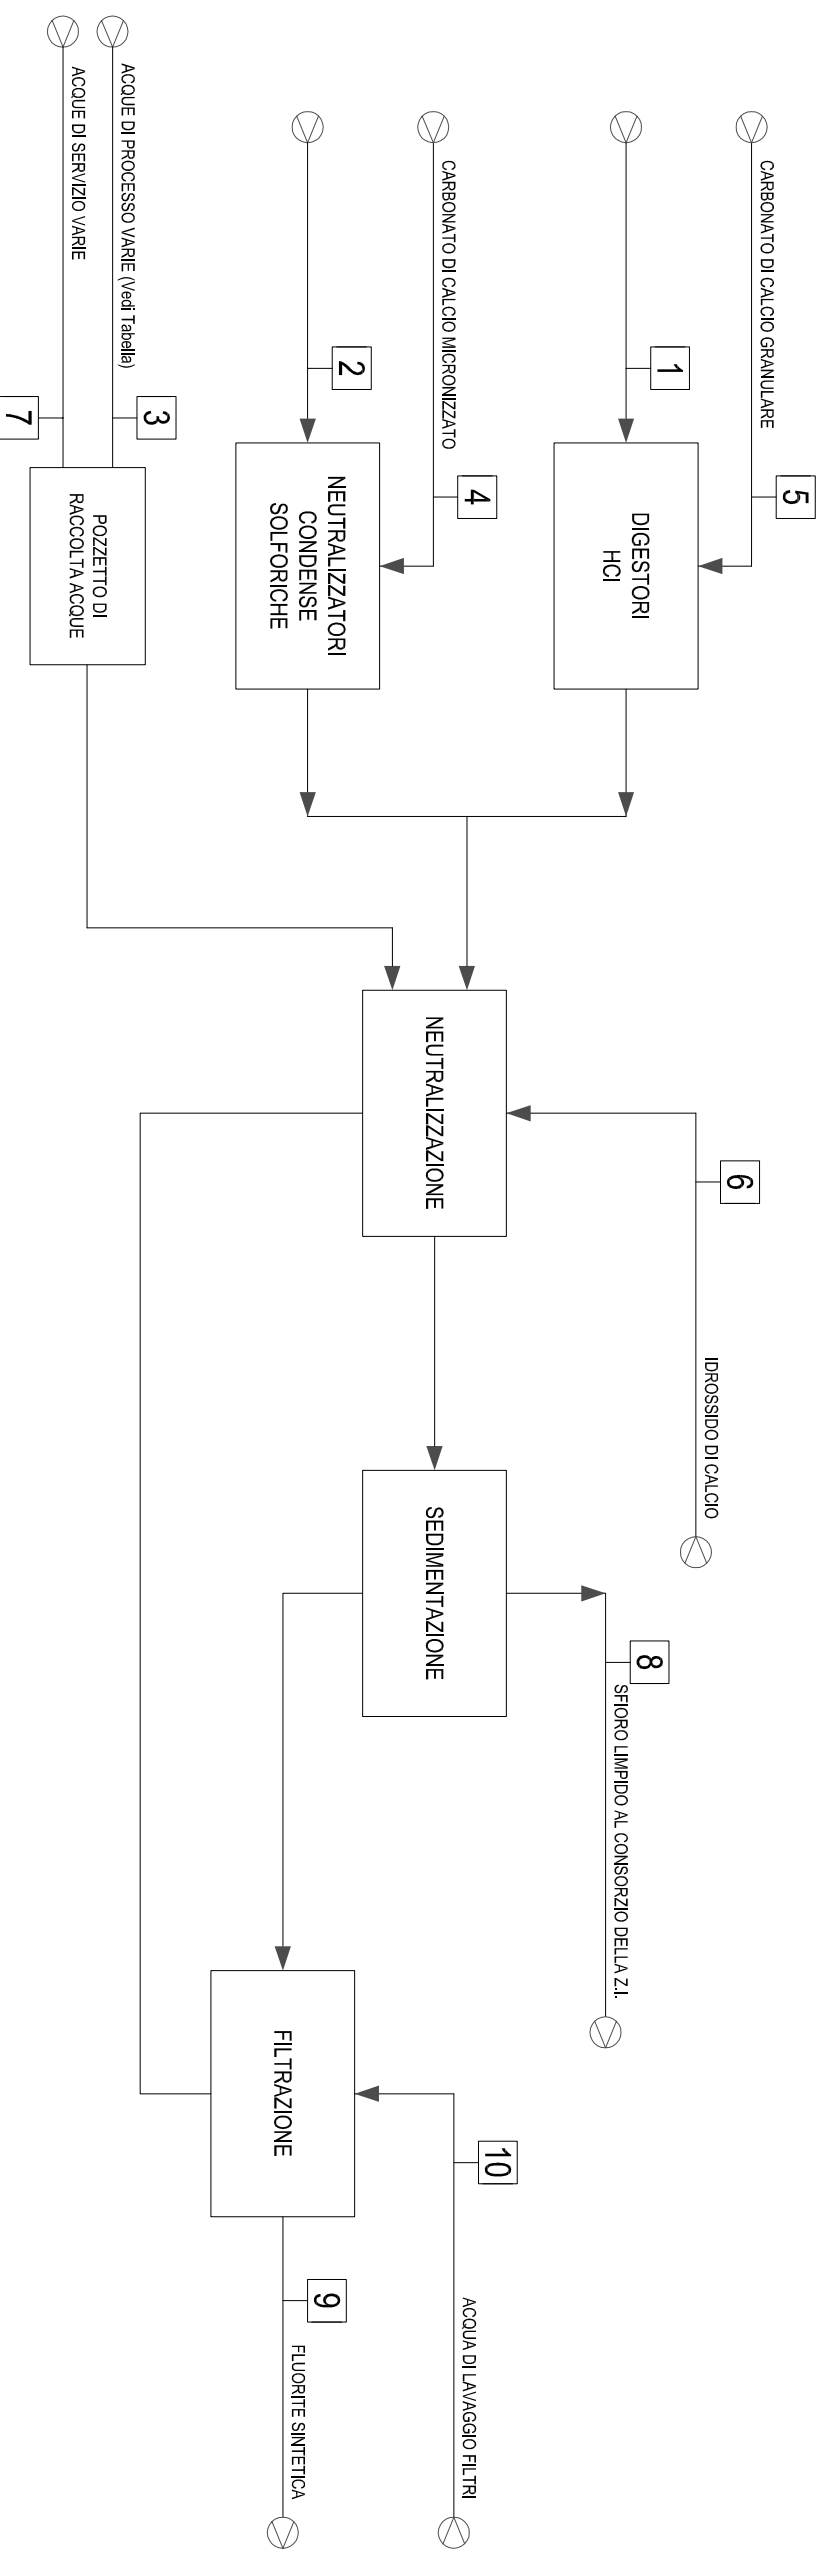 CARBONATO DI CALCIO GRANULARE
5
1
DIGESTORI
HCl
CARBONATO DI CALCIO MICRONIZZATO
4
2
NEUTRALIZZATORI
CONDENSE
SOLFORICHE
ACQUE DI PROCESSO VARIE (Vedi Tabella)
3
ACQUE DI SERVIZIO VARIE
7
POZZETTO DI
RACCOLTA ACQUE
6
IDROSSIDO DI CALCIO
NEUTRALIZZAZIONE
SEDIMENTAZIONE
8
SFIORO LIMPIDO AL CONSORZIO DELLA Z.I.
FILTRAZIONE
10
ACQUA DI LAVAGGIO FILTRI
9
FLUORITE SINTETICA